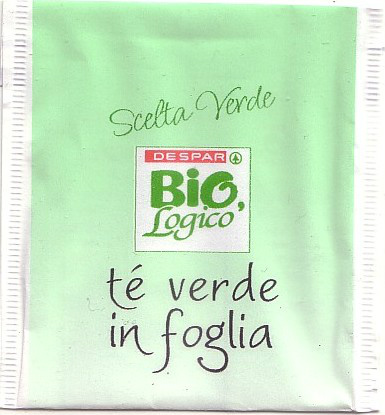 Scelta Verde
DESPAR
BiO,
Logico
té verde
in foglia